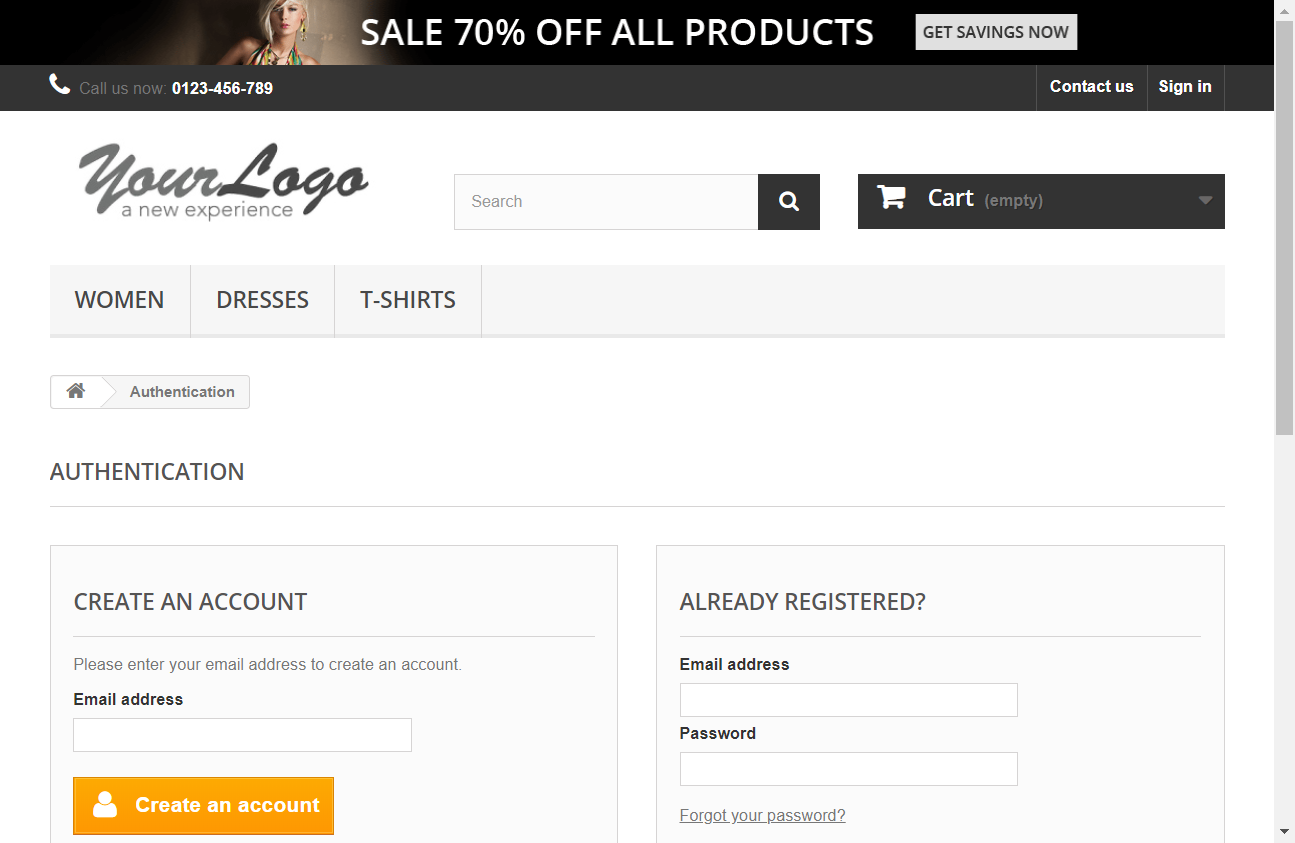 SALE 70% OFF ALL PRODUCTS GET SAVINGS NOW
Call us now: 0123-456-789 Contact us Sign in
YourLogo
a new experience
Search
Cart (empty)
WOMEN DRESSES T-SHIRTS
Authentication
AUTHENTICATION
CREATE AN ACCOUNT
Please enter your email address to create an account.
Email address
Create an account
ALREADY REGISTERED?
Email address
Password
Forgot your password?